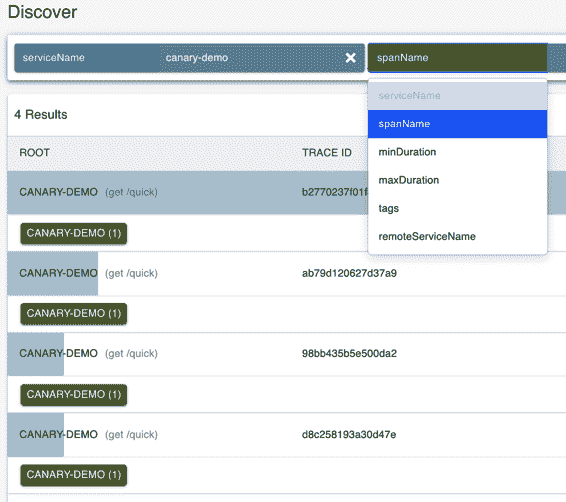 Discover
serviceName canary-demo spanName
serviceName
4 Results
spanName
ROOT TRACE ID minDuration
maxDuration
CANARY-DEMO (get /quick) b2770237f01f
tags
CANARY-DEMO (1) remoteServiceName
CANARY-DEMO (get /quick) ab79d120627d37a9
CANARY-DEMO (1)
CANARY-DEMO (get /quick) 98bb435b5e500da2
CANARY-DEMO (1)
CANARY-DEMO (get /quick) d8c258193a30d47e
CANARY-DEMO (1)